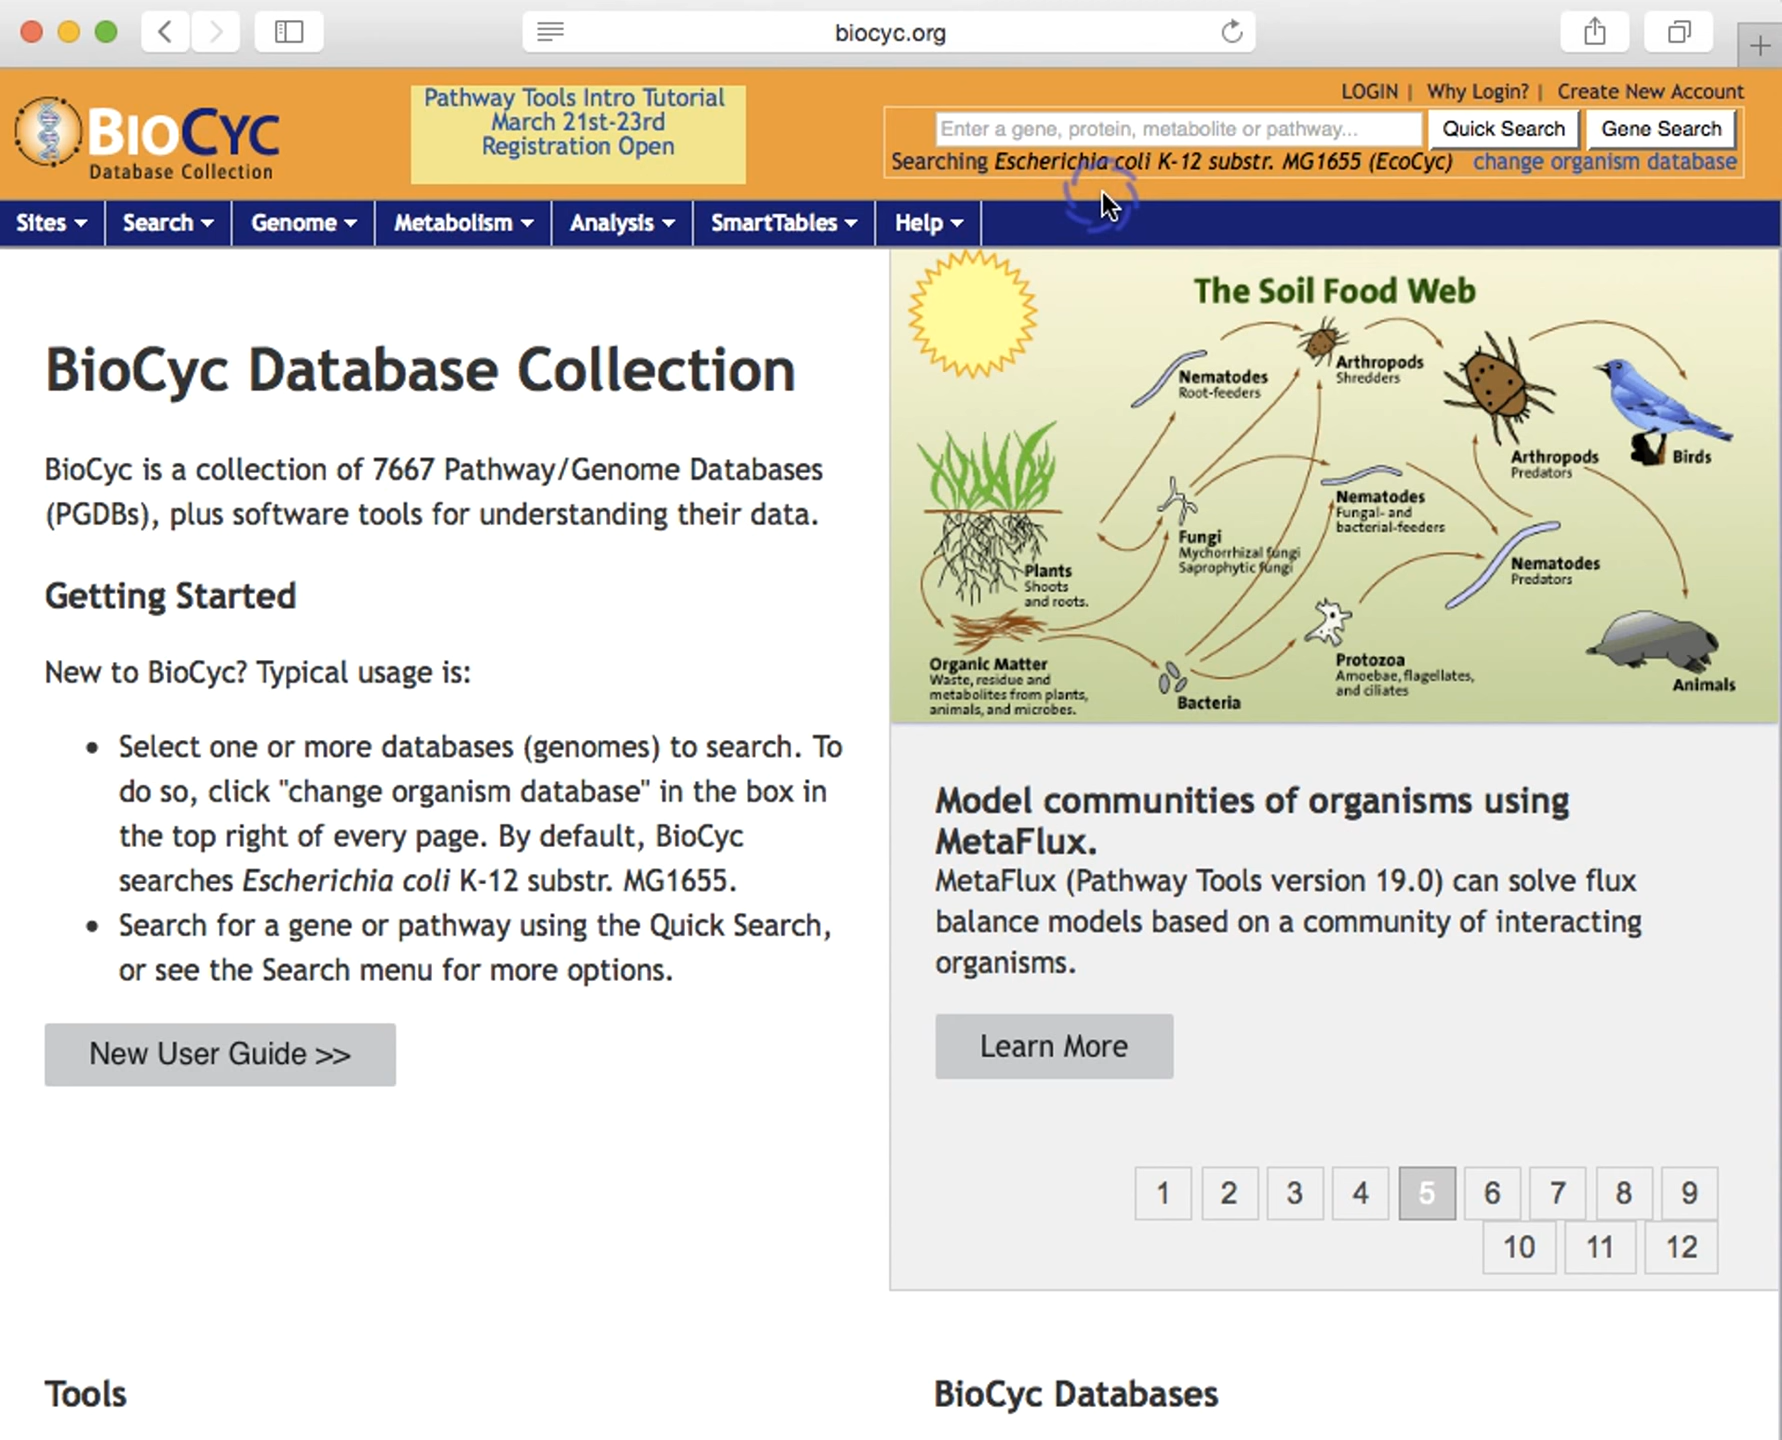 biocyc.org
LOGIN | Why Login? | Create New Account
BIOCYC
Database Collection
Pathway Tools Intro Tutorial
March 21st-23rd
Registration Open
Enter a gene, protein, metabolite or pathway...
Quick Search
Gene Search
Searching Escherichia coli K-12 substr. MG1655 (EcoCyc) change organism database
Sites Search Genome Metabolism Analysis SmartTables Help
BioCyc Database Collection
BioCyc is a collection of 7667 Pathway/Genome Databases
(PGDBs), plus software tools for understanding their data.
Getting Started
New to BioCyc? Typical usage is:
• Select one or more databases (genomes) to search. To
do so, click "change organism database" in the box in
the top right of every page. By default, BioCyc
searches Escherichia coli K-12 substr. MG1655.
• Search for a gene or pathway using the Quick Search,
or see the Search menu for more options.
New User Guide >>
The Soil Food Web
Nematodes
Root-feeders
Arthropods
Shredders
Arthropods
Predators
Birds
Nematodes
Fungal- and
bacterial-feeders
Fungi
Mychorrhizal fungi
Saprophytic fungi
Plants
Shoots
and roots.
Nematodes
Predators
Organic Matter
Waste, residue and
metabolites from plants,
animals, and microbes.
Bacteria
Protozoa
Amoebae, flagellates,
and ciliates
Animals
Model communities of organisms using
MetaFlux.
MetaFlux (Pathway Tools version 19.0) can solve flux
balance models based on a community of interacting
organisms.
Learn More
1 2 3 4 5 6 7 8 9
10 11 12
Tools
BioCyc Databases